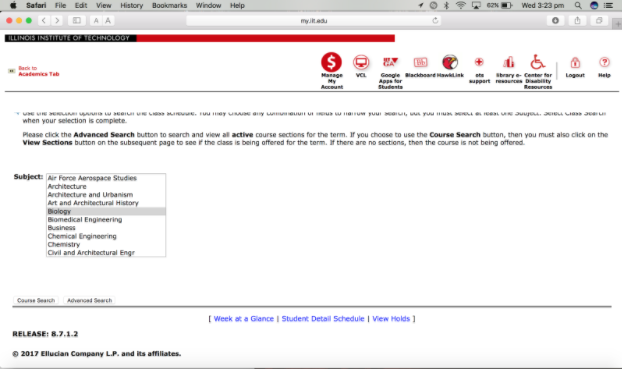 Safari File Edit View History Bookmarks Window Help 62% Wed 3:23 pm
A A my.iit.edu
ILLINOIS INSTITUTE OF TECHNOLOGY
Back to
Academics Tab
Manage My Account
VCL
Google Apps for Students
Blackboard
HawkLink
ots support
library e-resources
Center for Disability Resources
Logout
Help
Use the selection options to search the class schedule. You may choose any combination of fields to narrow your search, but you must select at least one Subject. Select Class Search
when your selection is complete.
Please click the Advanced Search button to search and view all active course sections for the term. If you choose to use the Course Search button, then you must also click on the
View Sections button on the subsequent page to see if the class is being offered for the term. If there are no sections, then the course is not being offered.
Subject: Air Force Aerospace Studies
Architecture
Architecture and Urbanism
Art and Architectural History
Biology
Biomedical Engineering
Business
Chemical Engineering
Chemistry
Civil and Architectural Engr
Course Search Advanced Search
[ Week at a Glance | Student Detail Schedule | View Holds ]
RELEASE: 8.7.1.2
© 2017 Ellucian Company L.P. and its affiliates.